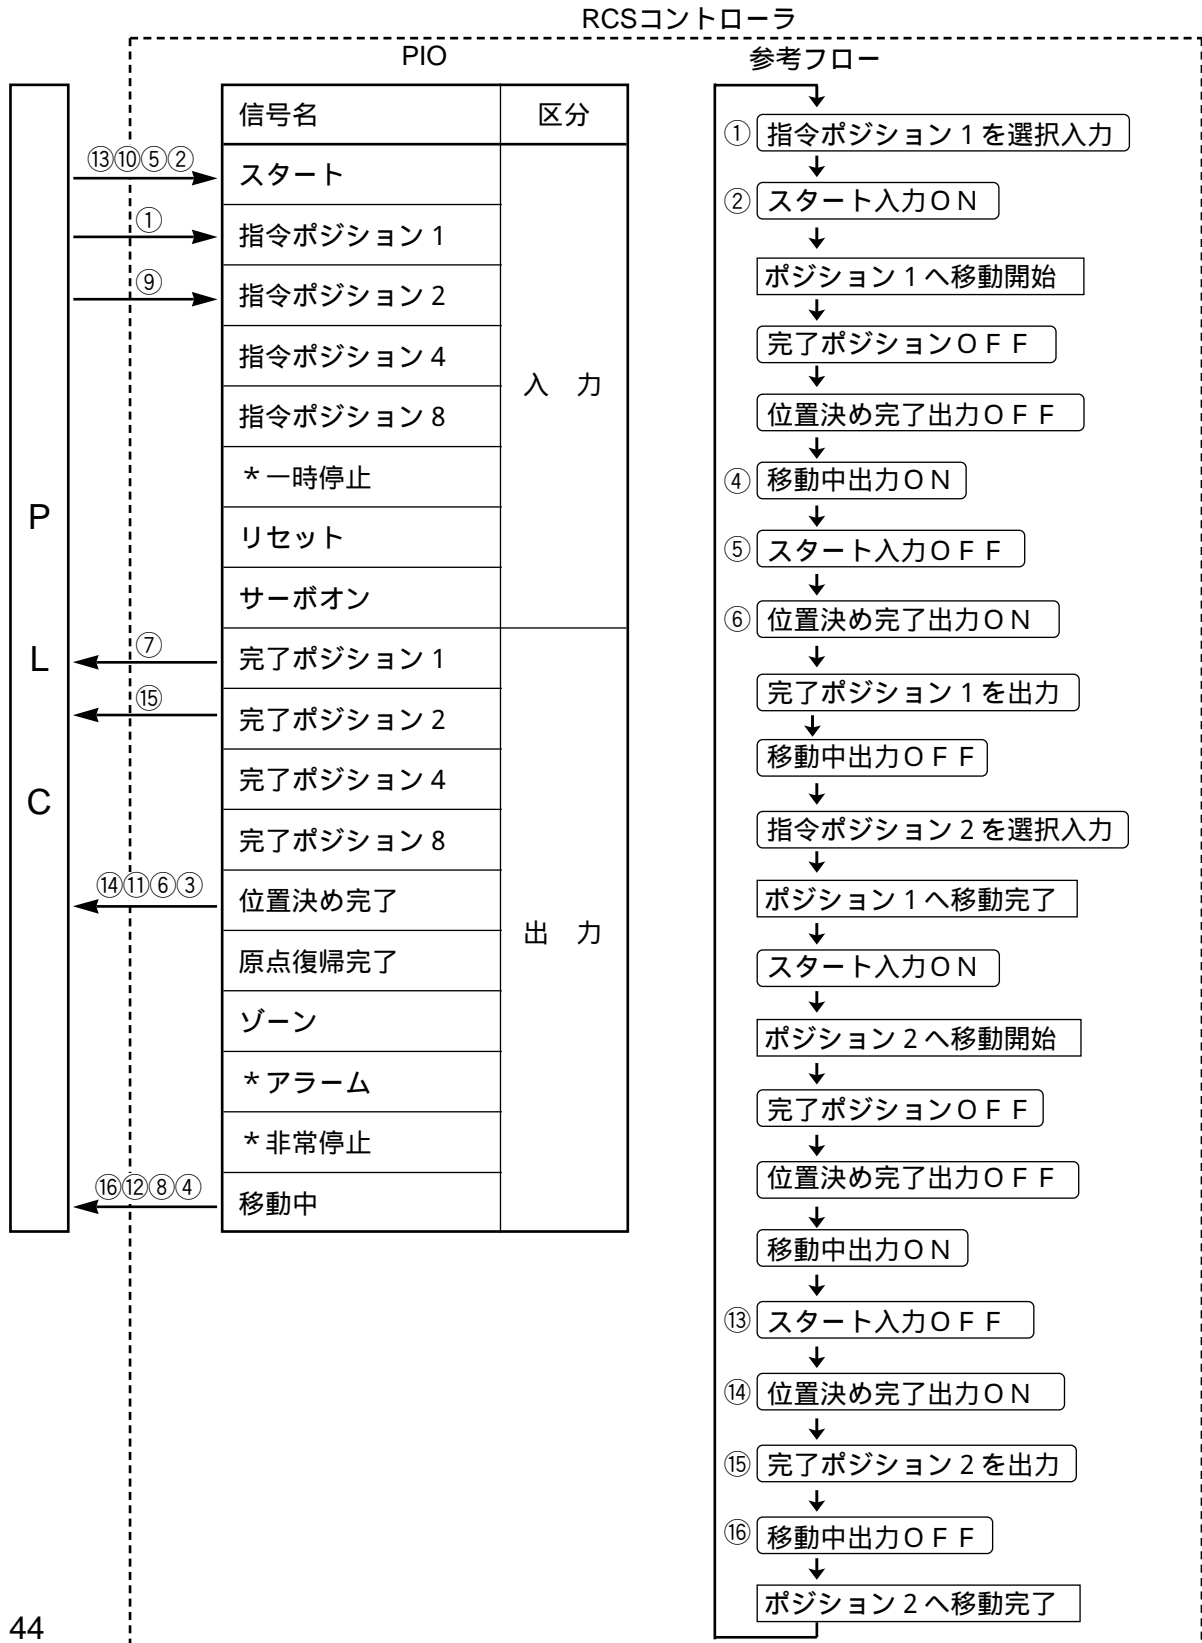 RCSコントローラ
PIO
信号名 区分
⑬⑩⑤② スタート
① 指令ポジション1
⑨ 指令ポジション2
指令ポジション4
指令ポジション8
入 力
*一時停止
リセット
サーボオン
P
L
C
⑦ 完了ポジション1
⑮ 完了ポジション2
完了ポジション4
完了ポジション8
⑭⑪⑥③ 位置決め完了
出 力
原点復帰完了
ゾーン
*アラーム
*非常停止
⑯⑫⑧④ 移動中
参考フロー
① 指令ポジション1を選択入力
② スタート入力ON
ポジション1へ移動開始
完了ポジションOFF
位置決め完了出力OFF
④ 移動中出力ON
⑤ スタート入力OFF
⑥ 位置決め完了出力ON
完了ポジション1を出力
移動中出力OFF
指令ポジション2を選択入力
ポジション1へ移動完了
スタート入力ON
ポジション2へ移動開始
完了ポジションOFF
位置決め完了出力OFF
移動中出力ON
⑬ スタート入力OFF
⑭ 位置決め完了出力ON
⑮ 完了ポジション2を出力
⑯ 移動中出力OFF
ポジション2へ移動完了
44